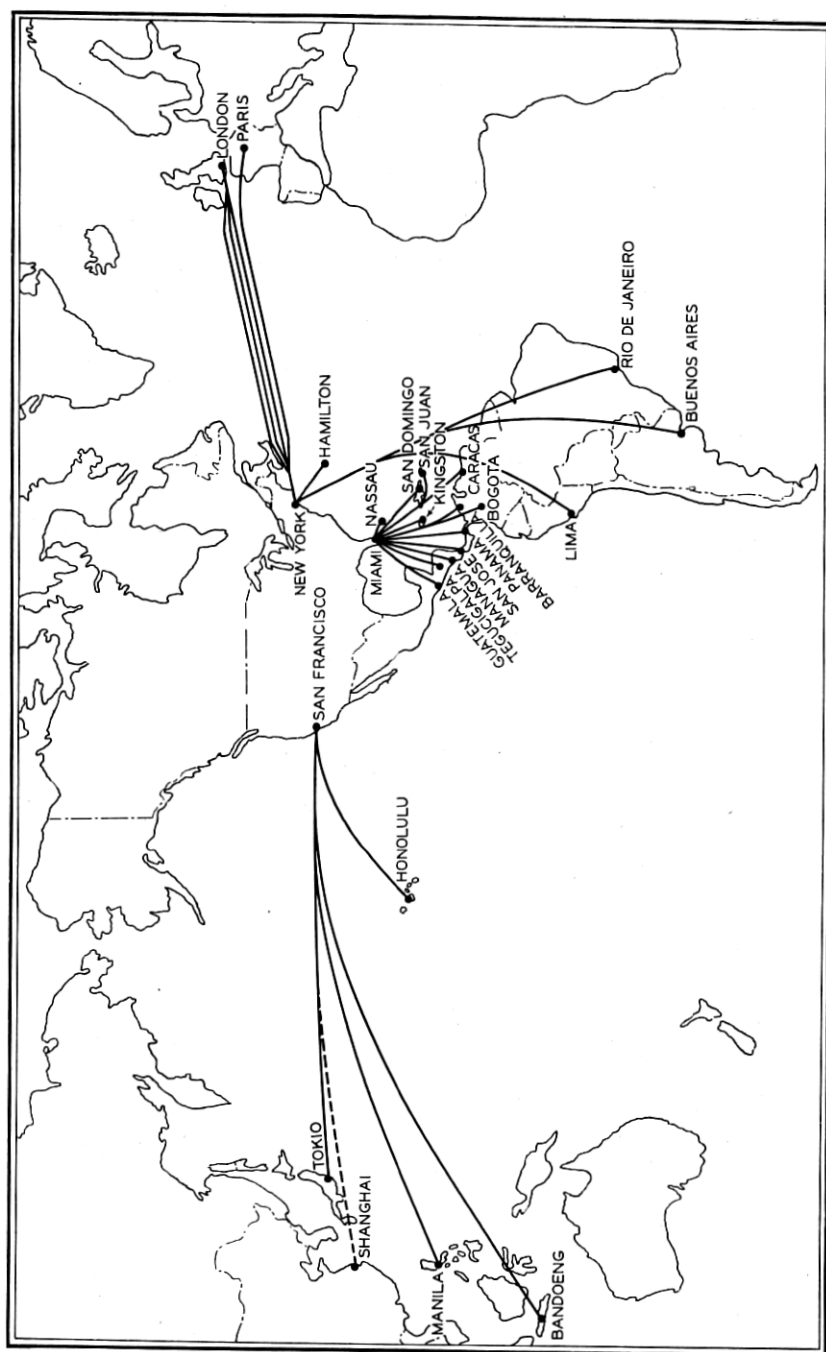 LONDON
PARIS
NEW YORK
HAMILTON
SAN FRANCISCO
MIAMI
NASSAU
SAN DOMINGO
SAN JUAN
KINGSTON
CARACAS
BOGOTA
GUATEMALA
TEGUCIGALPA
MANAGUA
SAN JOSE
PANAMA
BARRANQUILLA
LIMA
RIO DE JANEIRO
BUENOS AIRES
HONOLULU
TOKIO
SHANGHAI
MANILA
BANDOENG